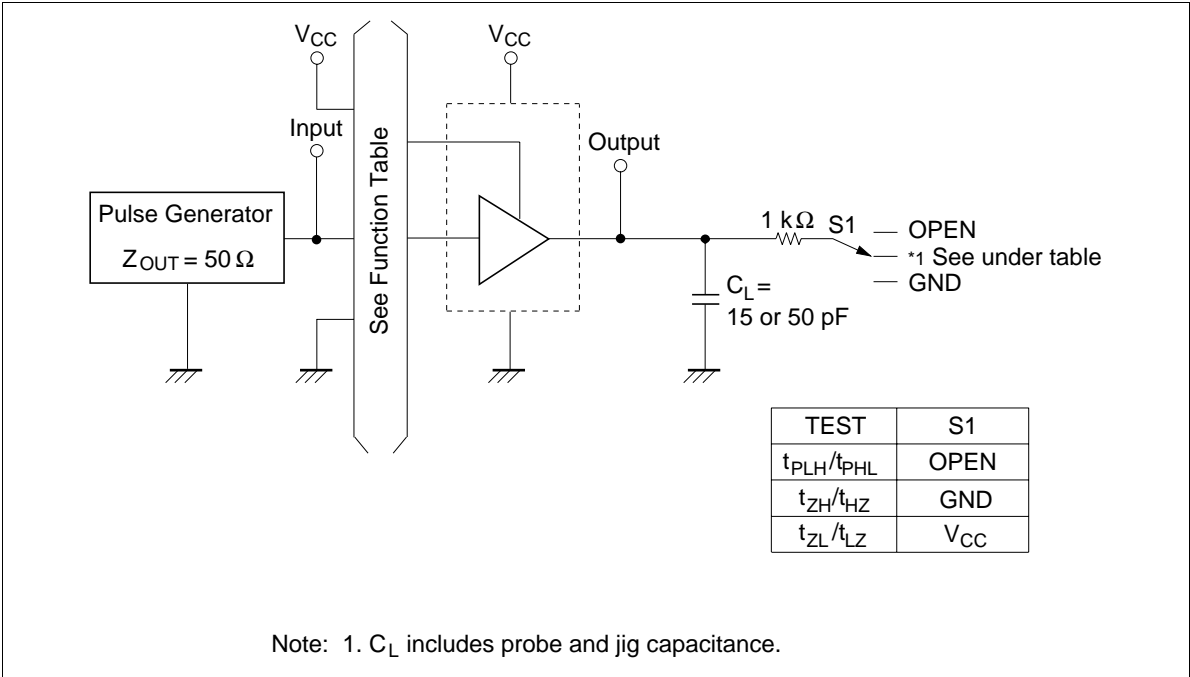 VCC
VCC
Input
See Function Table
Output
Pulse Generator
ZOUT = 50 Ω
1 kΩ
S1
OPEN
*1 See under table
GND
CL =
15 or 50 pF
TEST S1
tPLH/tPHL OPEN
tZH/tHZ GND
tZL/tLZ VCC
Note: 1. CL includes probe and jig capacitance.